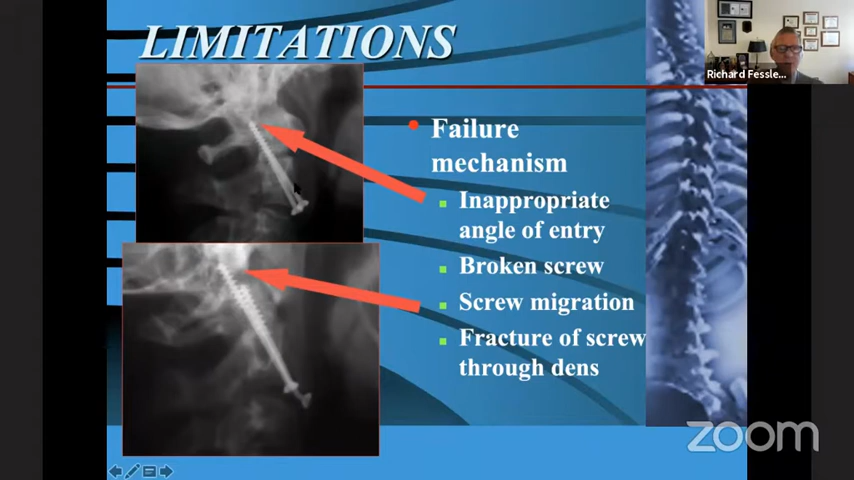 LIMITATIONS
Richard Fessle...
Failure
mechanism
Inappropriate
angle of entry
Broken screw
Screw migration
Fracture of screw
through dens
zoom